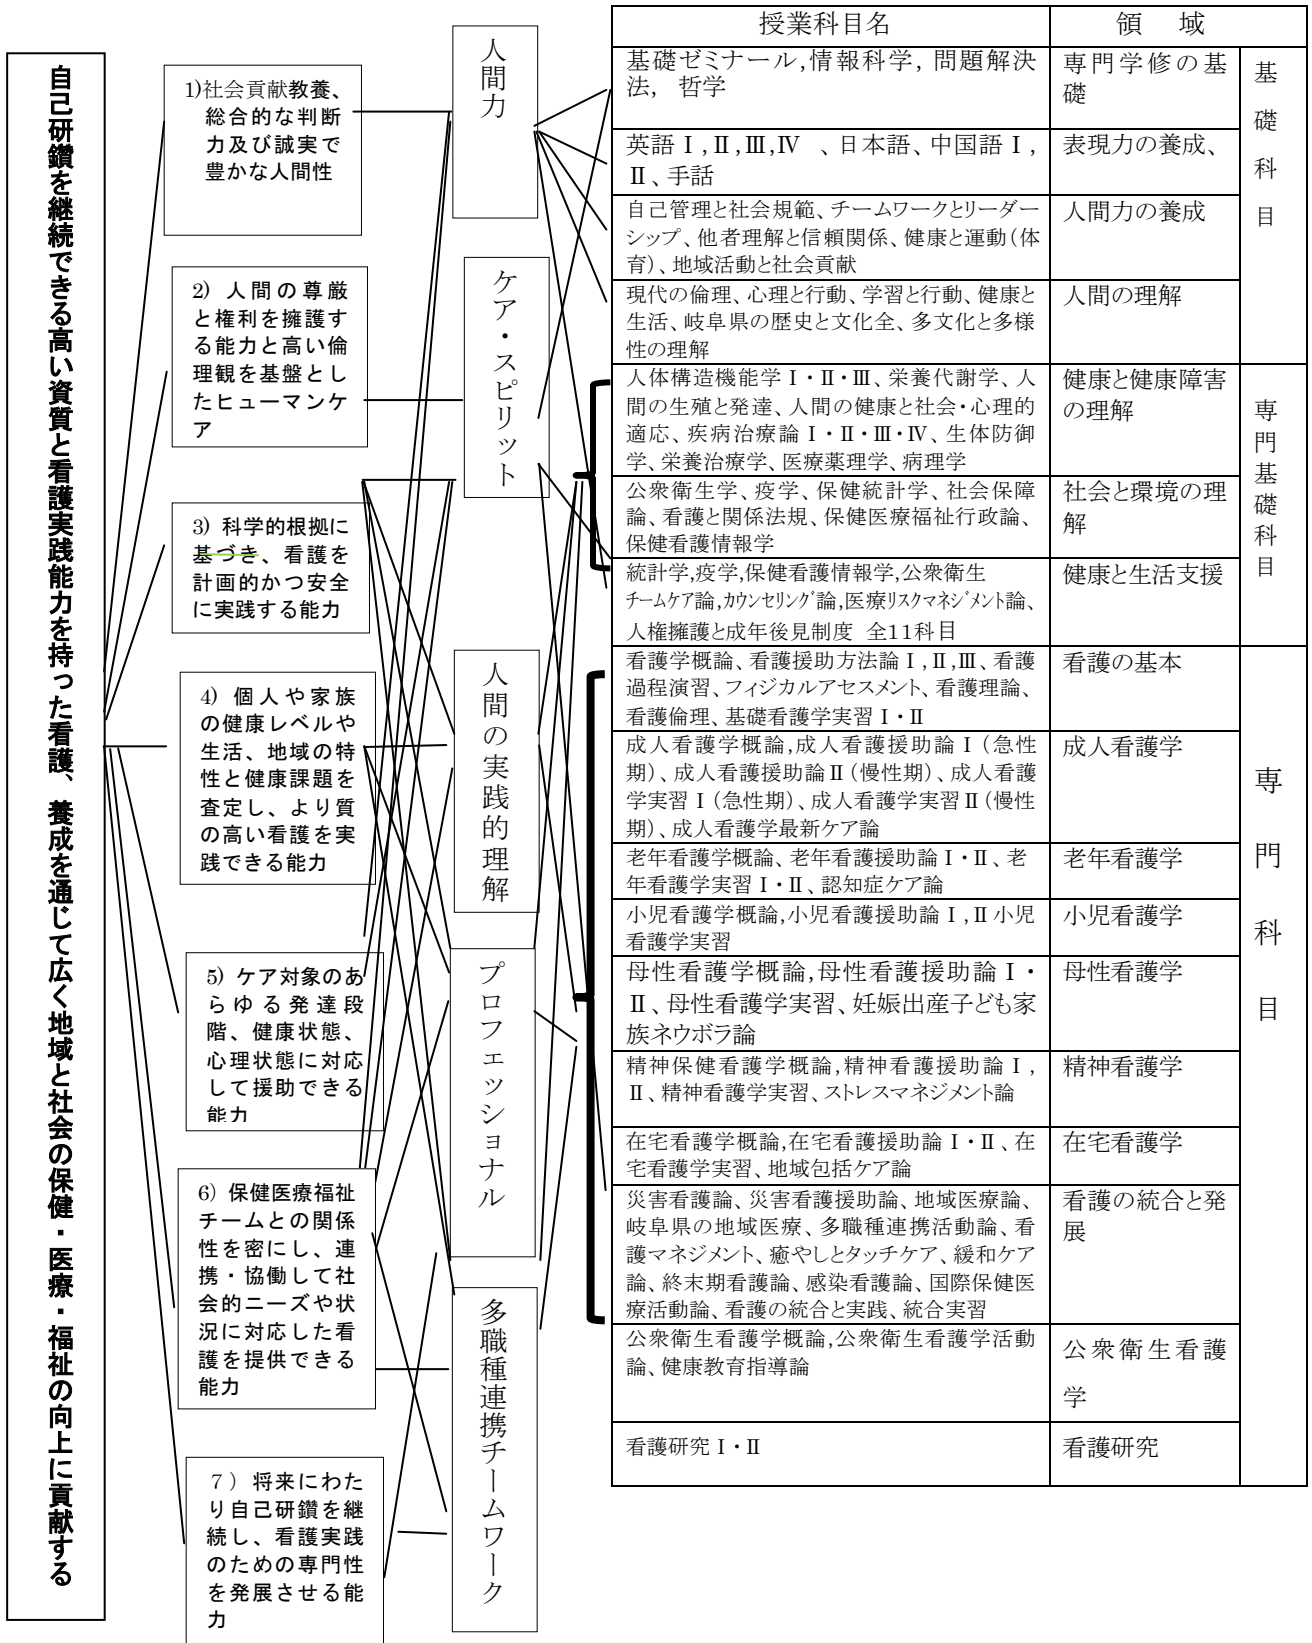 自己研鑽を継続できる高い資質と看護実践能力を持った看護、養成を通じて広く地域と社会の保健・医療・福祉の向上に貢献する
1)社会貢献教養、
総合的な判断
力及び誠実で
豊かな人間性
2) 人間の尊厳
と権利を擁護す
る能力と高い倫
理観を基盤とし
たヒューマンケ
ア
3) 科学的根拠に
基づき、看護を
計画的かつ安全
に実践する能力
4) 個人や家族
の健康レベルや
生活、地域の特
性と健康課題を
査定し、より質
の高い看護を実
践できる能力
5) ケア対象のあ
らゆる発達段
階、健康状態、
心理状態に対応
して援助できる
能力
6) 保健医療福祉
チームとの関係
性を密にし、連
携・協働して社
会的ニーズや状
況に対応した看
護を提供できる
能力
7) 将来にわた
り自己研鑽を継
続し、看護実践
のための専門性
を発展させる能
力
人間力
ケア・スピリット
人間の実践的理解
プロフェッショナル
多職種連携チームワーク
授業科目名 領 域
基礎ゼミナール,情報科学, 問題解決
法, 哲学
専門学修の基
礎
英語Ⅰ,Ⅱ,Ⅲ,Ⅳ 、日本語、中国語Ⅰ,
Ⅱ、手話
表現力の養成、
自己管理と社会規範、チームワークとリーダー
シップ、他者理解と信頼関係、健康と運動(体
育)、地域活動と社会貢献
人間力の養成
現代の倫理、心理と行動、学習と行動、健康と
生活、岐阜県の歴史と文化全、多文化と多様
性の理解
人間の理解
基礎科目
人体構造機能学Ⅰ・Ⅱ・Ⅲ、栄養代謝学、人
間の生殖と発達、人間の健康と社会・心理的
適応、疾病治療論Ⅰ・Ⅱ・Ⅲ・Ⅳ、生体防御
学、栄養治療学、医療薬理学、病理学
健康と健康障害
の理解
公衆衛生学、疫学、保健統計学、社会保障
論、看護と関係法規、保健医療福祉行政論、
保健看護情報学
社会と環境の理
解
統計学,疫学,保健看護情報学,公衆衛生
チームケア論,カウンセリング論,医療リスクマネジメント論、
人権擁護と成年後見制度 全11科目
健康と生活支援
専門基礎科目
看護学概論、看護援助方法論Ⅰ,Ⅱ,Ⅲ、看護
過程演習、フィジカルアセスメント、看護理論、
看護倫理、基礎看護学実習Ⅰ・Ⅱ
看護の基本
成人看護学概論,成人看護援助論Ⅰ(急性
期)、成人看護援助論Ⅱ(慢性期)、成人看護
学実習Ⅰ(急性期)、成人看護学実習Ⅱ(慢性
期)、成人看護学最新ケア論
成人看護学
老年看護学概論、老年看護援助論Ⅰ・Ⅱ、老
年看護学実習Ⅰ・Ⅱ、認知症ケア論
老年看護学
小児看護学概論,小児看護援助論Ⅰ,Ⅱ小児
看護学実習
小児看護学
母性看護学概論,母性看護援助論Ⅰ・
Ⅱ、母性看護学実習、妊娠出産子ども家
族ネウボラ論
母性看護学
精神保健看護学概論,精神看護援助論Ⅰ,
Ⅱ、精神看護学実習、ストレスマネジメント論
精神看護学
在宅看護学概論,在宅看護援助論Ⅰ・Ⅱ、在
宅看護学実習、地域包括ケア論
在宅看護学
災害看護論、災害看護援助論、地域医療論、
岐阜県の地域医療、多職種連携活動論、看
護マネジメント、癒やしとタッチケア、緩和ケア
論、終末期看護論、感染看護論、国際保健医
療活動論、看護の統合と実践、統合実習
看護の統合と発
展
公衆衛生看護学概論,公衆衛生看護学活動
論、健康教育指導論
公衆衛生看護
学
看護研究Ⅰ・Ⅱ
看護研究
専門科目